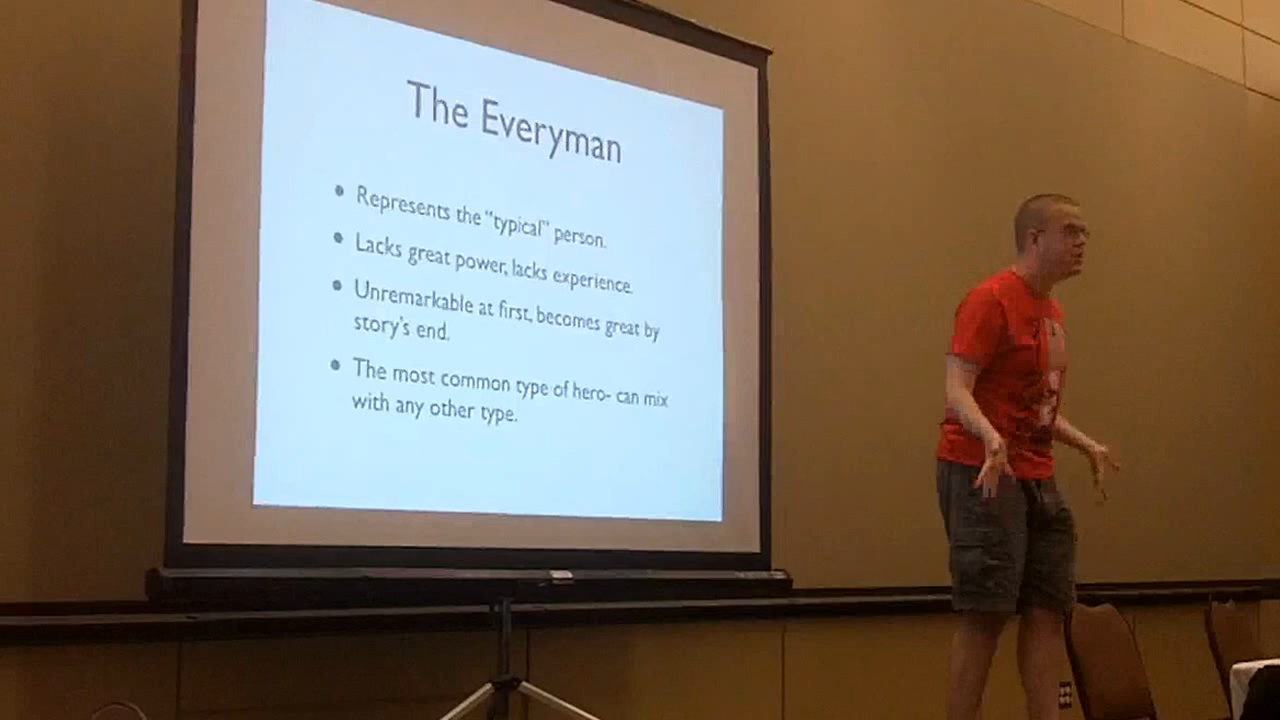 The Everyman
• Represents the “typical” person.
• Lacks great power, lacks experience.
• Unremarkable at first, becomes great by
story's end.
• The most common type of hero- can mix
with any other type.